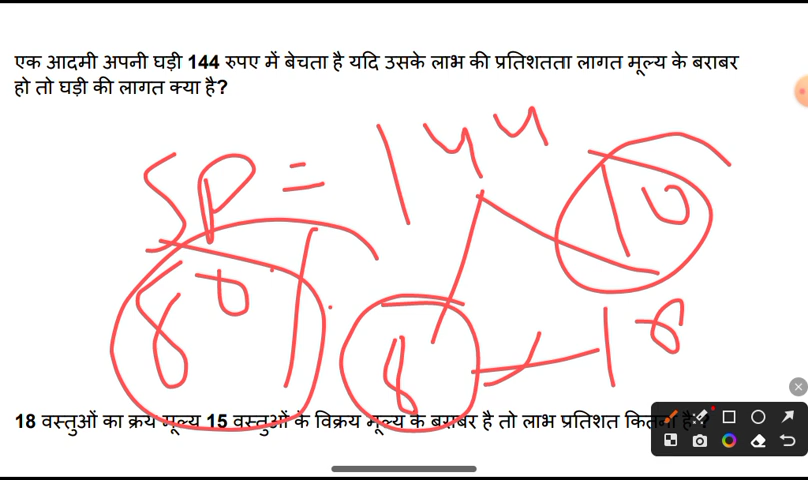 एक आदमी अपनी घड़ी 144 रुपए में बेचता है यदि उसके लाभ की प्रतिशतता लागत मूल्य के बराबर
हो तो घड़ी की लागत क्या है?
SP = 144
10
80%
8 × 18
18 वस्तुओं का क्रय मूल्य 15 वस्तुओं के विक्रय मूल्य के बराबर है तो लाभ प्रतिशत कितना है?